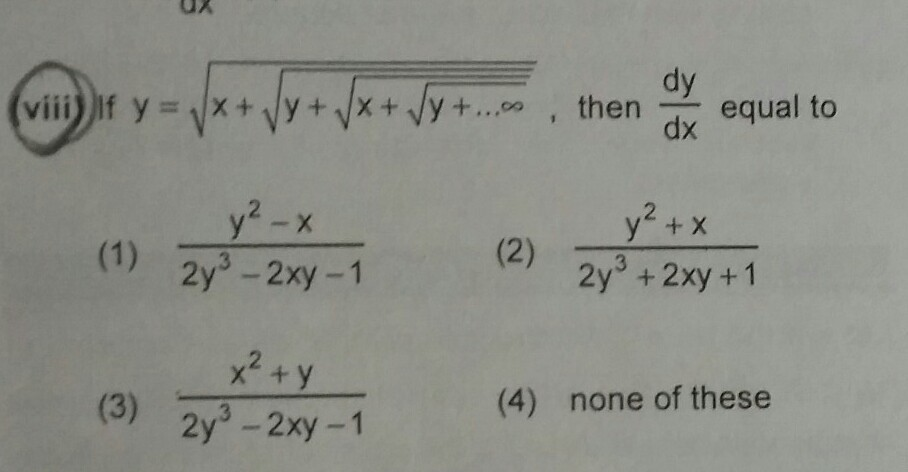 dx
(viii) If y = √(x + √(y + √(x + √(y + ...∞)))) , then dy/dx equal to
(1) (y² − x)/(2y³ − 2xy − 1) (2) (y² + x)/(2y³ + 2xy + 1)
(3) (x² + y)/(2y³ − 2xy − 1) (4) none of these